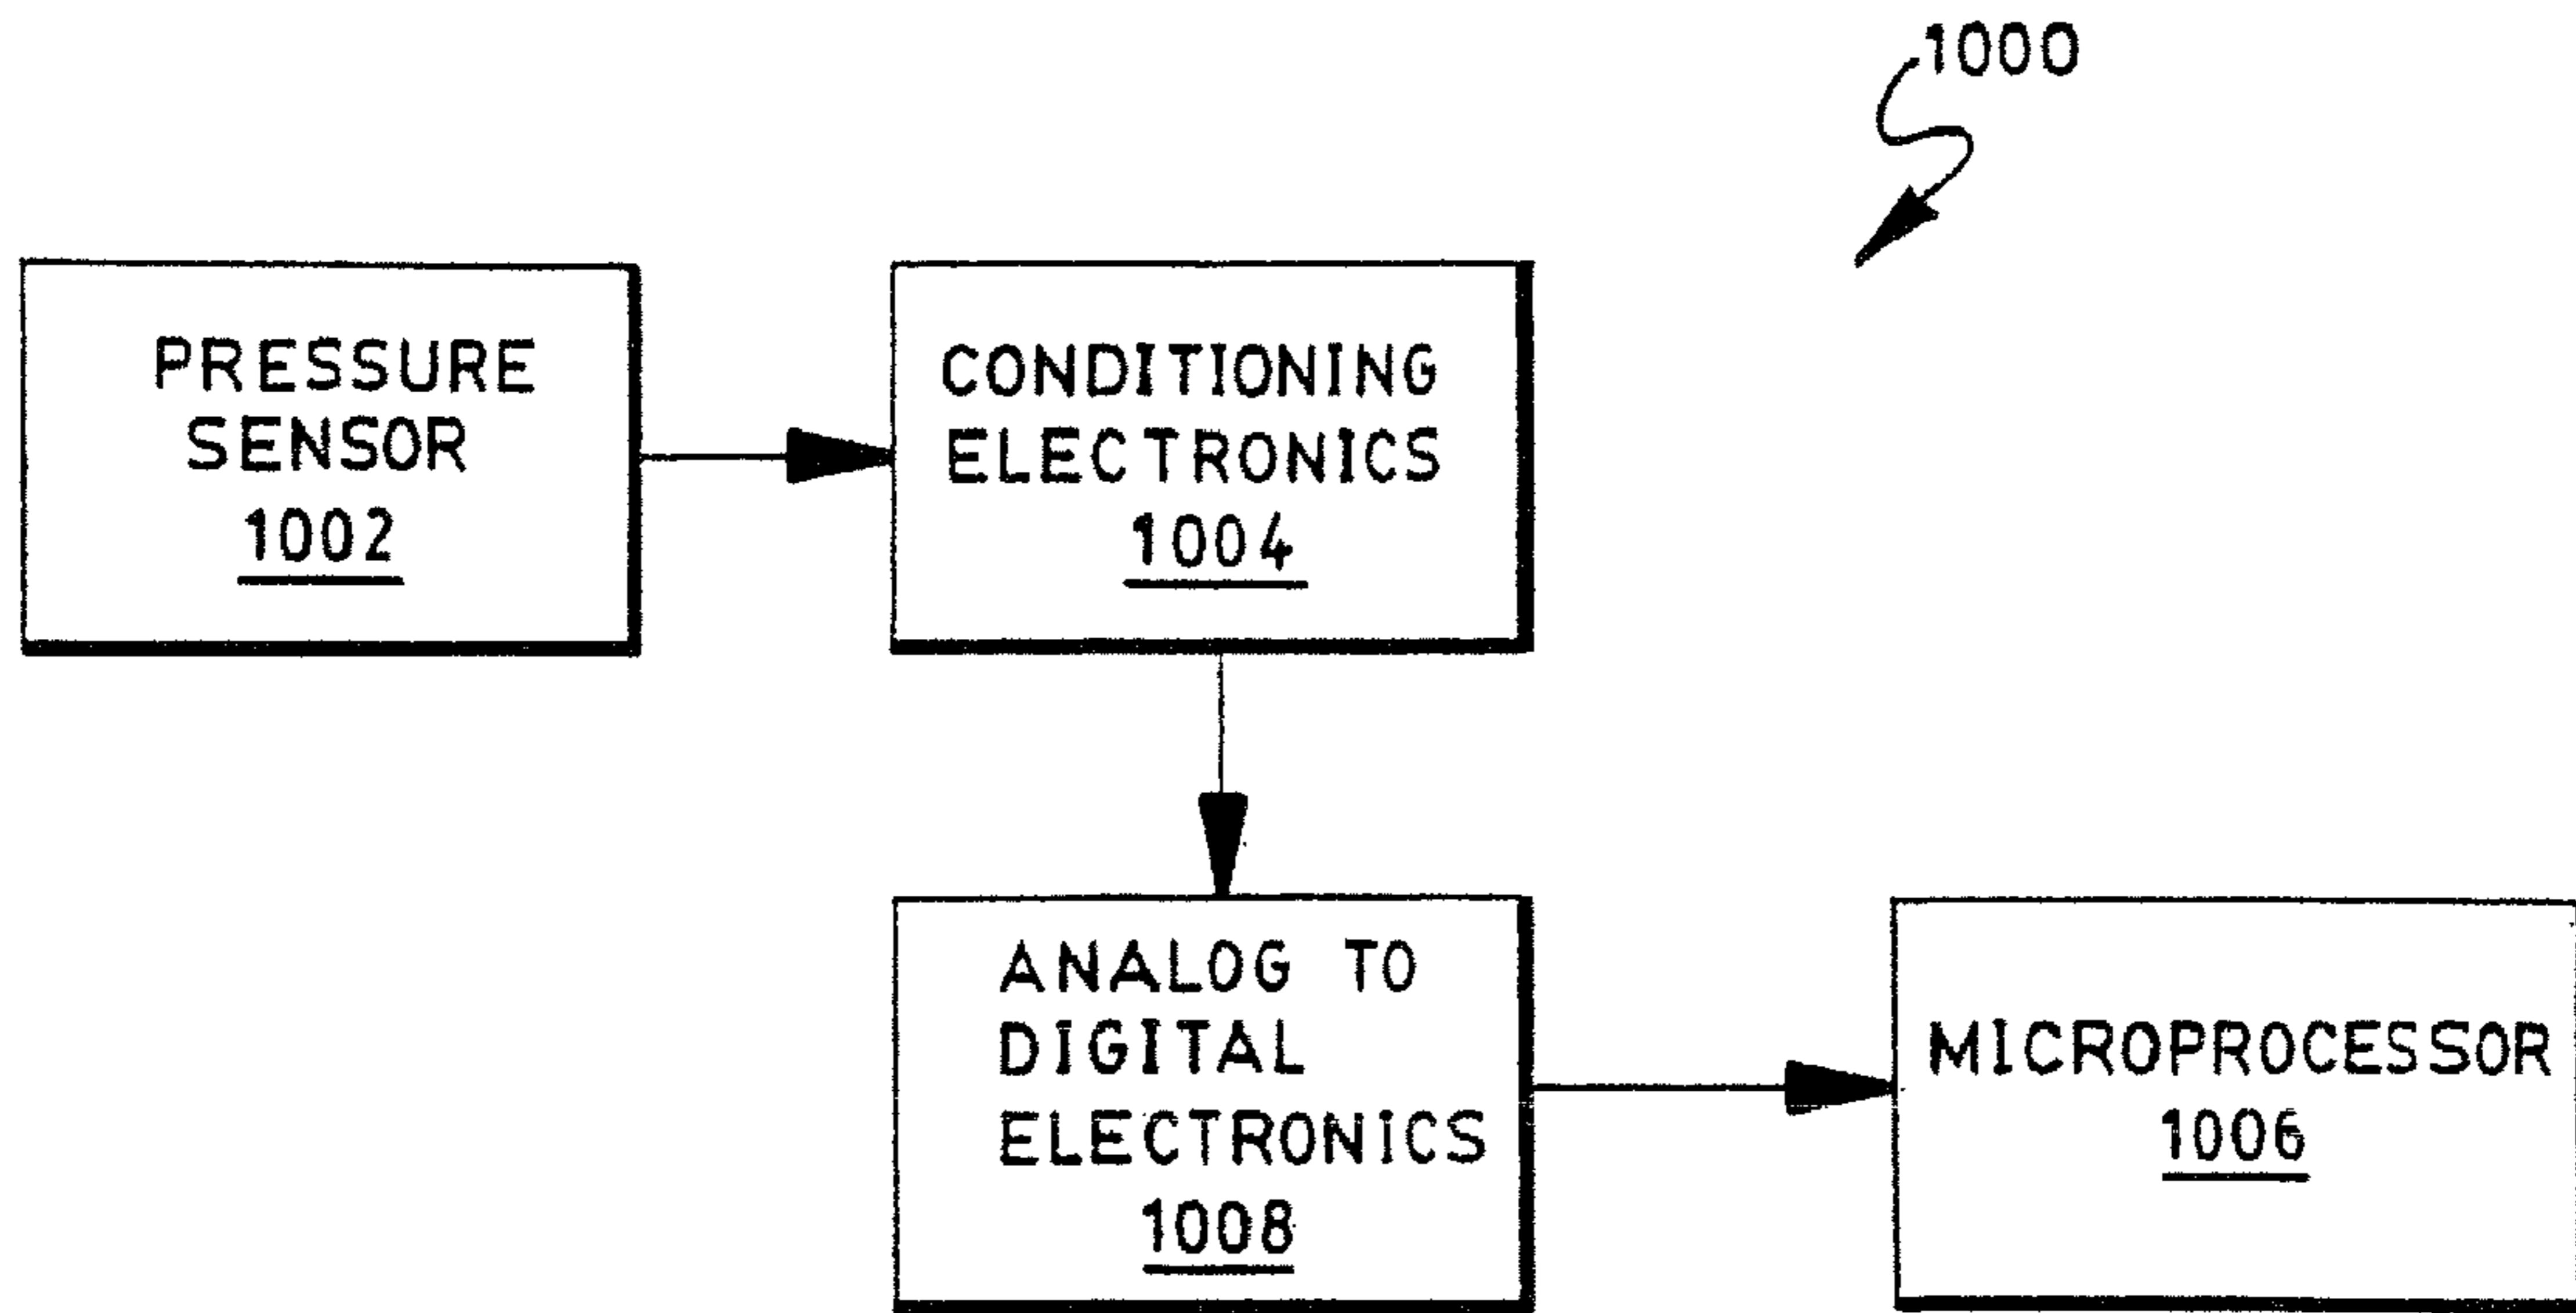 1000
PRESSURE
SENSOR
1002
CONDITIONING
ELECTRONICS
1004
ANALOG TO
DIGITAL
ELECTRONICS
1008
MICROPROCESSOR
1006